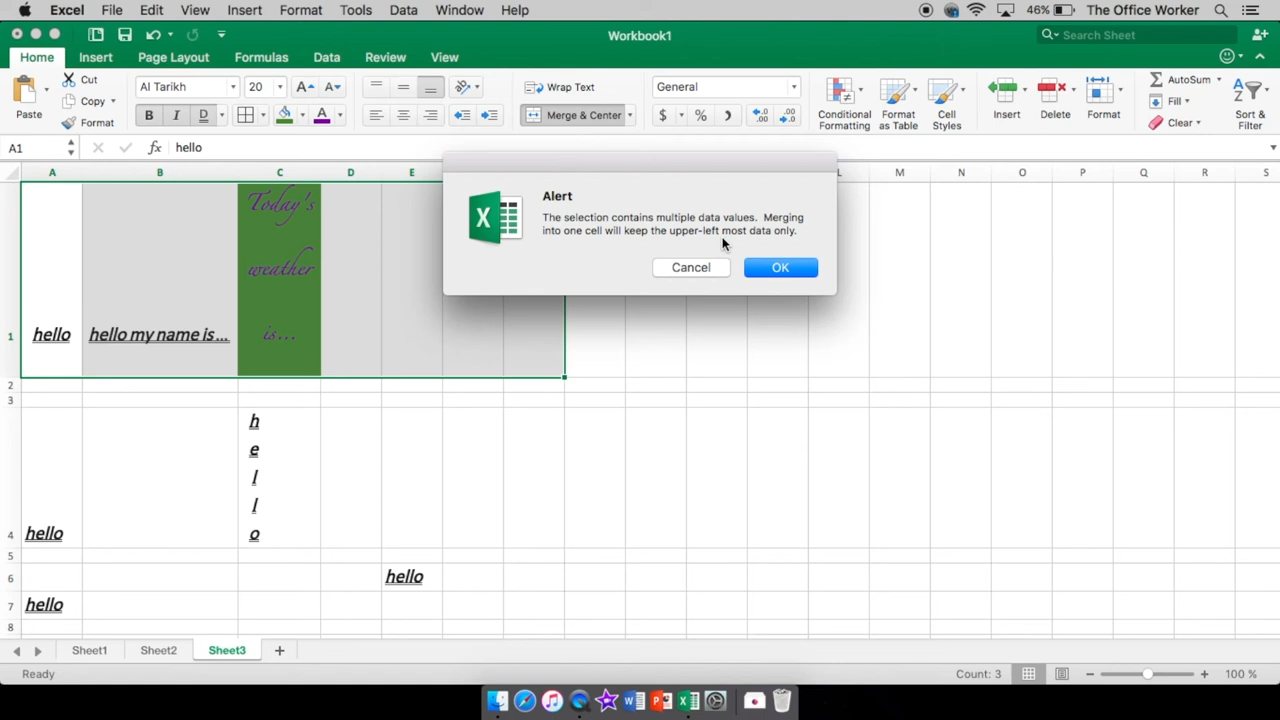 Excel File Edit View Insert Format Tools Data Window Help 46% The Office Worker
Workbook1 Search Sheet
Home Insert Page Layout Formulas Data Review View
Paste Cut Copy Format
Al Tarikh 20
B I D A
Wrap Text
Merge & Center
General
$ %
Conditional Formatting
Format as Table
Cell Styles
Insert Delete Format
AutoSum
Fill
Clear
Sort & Filter
A1 fx hello
A B C D E L M N O P Q R S
Alert
The selection contains multiple data values. Merging
into one cell will keep the upper-left most data only.
Cancel OK
Today's
weather
1 hello hello my name is... is...
2
3
h
e
l
l
4 hello o
5
6 hello
7 hello
8
Sheet1 Sheet2 Sheet3 +
Ready Count: 3 100 %